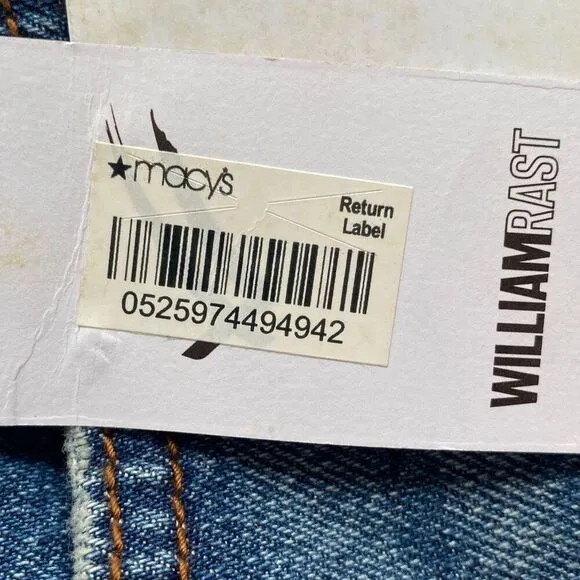 ★macy's
Return
Label
0525974494942
WILLIAMRAST